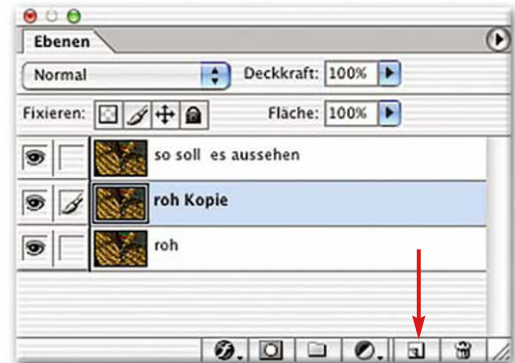 Ebenen
Normal Deckkraft: 100%
Fixieren: Fläche: 100%
so soll es aussehen
roh Kopie
roh